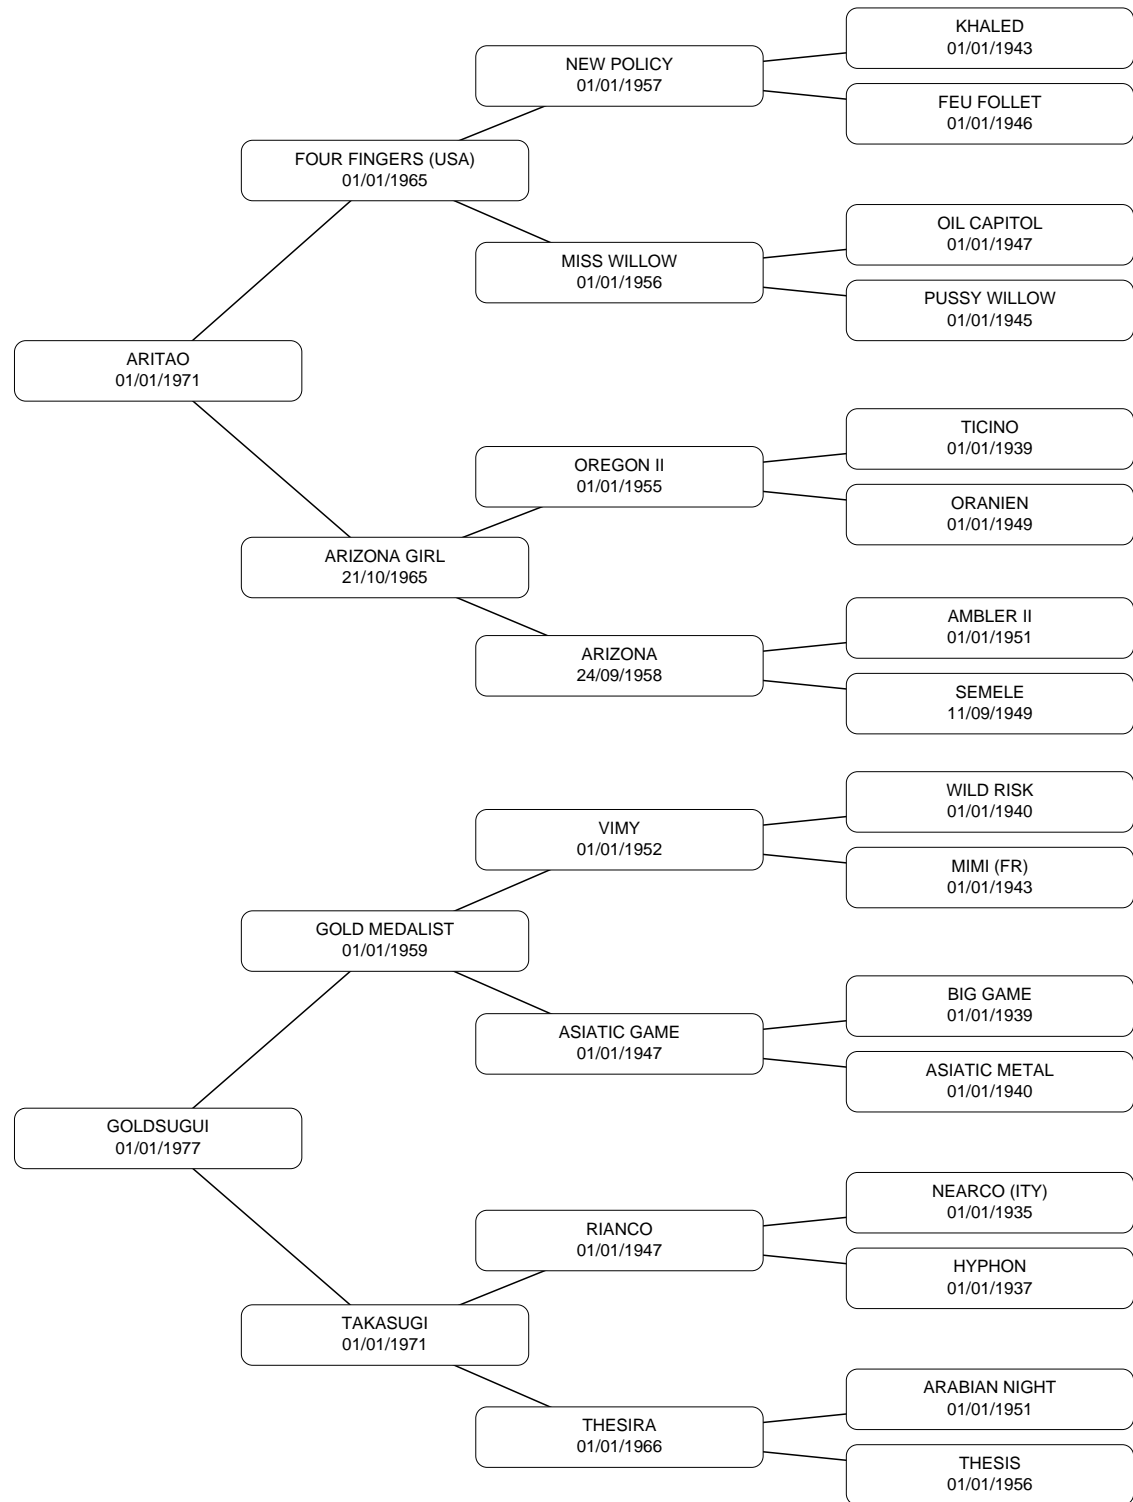 KHALED
01/01/1943
NEW POLICY
01/01/1957
FEU FOLLET
01/01/1946
FOUR FINGERS (USA)
01/01/1965
OIL CAPITOL
01/01/1947
MISS WILLOW
01/01/1956
PUSSY WILLOW
01/01/1945
ARITAO
01/01/1971
TICINO
01/01/1939
OREGON II
01/01/1955
ORANIEN
01/01/1949
ARIZONA GIRL
21/10/1965
AMBLER II
01/01/1951
ARIZONA
24/09/1958
SEMELE
11/09/1949
WILD RISK
01/01/1940
VIMY
01/01/1952
MIMI (FR)
01/01/1943
GOLD MEDALIST
01/01/1959
BIG GAME
01/01/1939
ASIATIC GAME
01/01/1947
ASIATIC METAL
01/01/1940
GOLDSUGUI
01/01/1977
NEARCO (ITY)
01/01/1935
RIANCO
01/01/1947
HYPHON
01/01/1937
TAKASUGI
01/01/1971
ARABIAN NIGHT
01/01/1951
THESIRA
01/01/1966
THESIS
01/01/1956